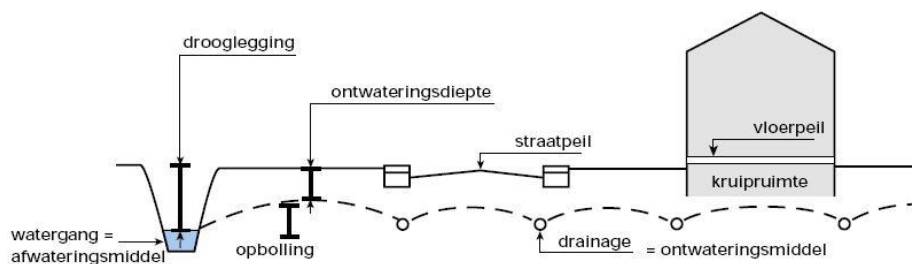 drooglegging
ontwateringsdiepte
straatpeil
vloerpeil
kruipruimte
watergang =
afwateringsmiddel
opbolling
drainage = ontwateringsmiddel